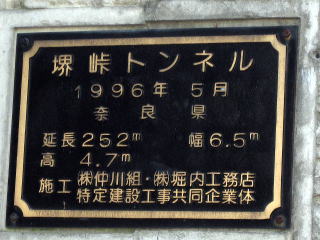 堺峠トンネル
1996年 5月
奈良県
延長252m 幅6.5m
高 4.7m
施工 ㈱仲川組・㈱堀内工務店
特定建設工事共同企業体